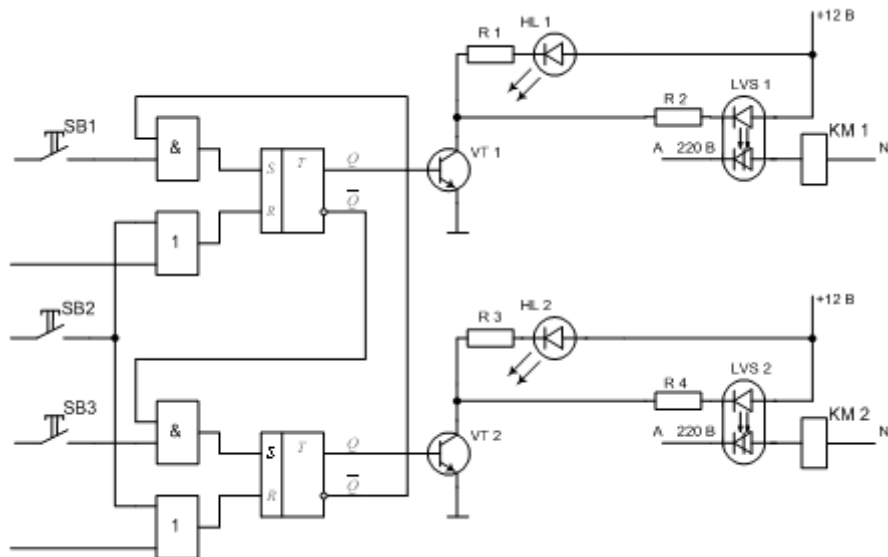 HL 1
+12 В
R 1
R 2
LVS 1
SB1
&
S
T
Q
VT 1
A
220 В
KM 1
N
R
Q
1
SB2
HL 2
+12 В
R 3
R 4
LVS 2
SB3
&
S
T
Q
VT 2
A
220 В
KM 2
N
R
Q
1